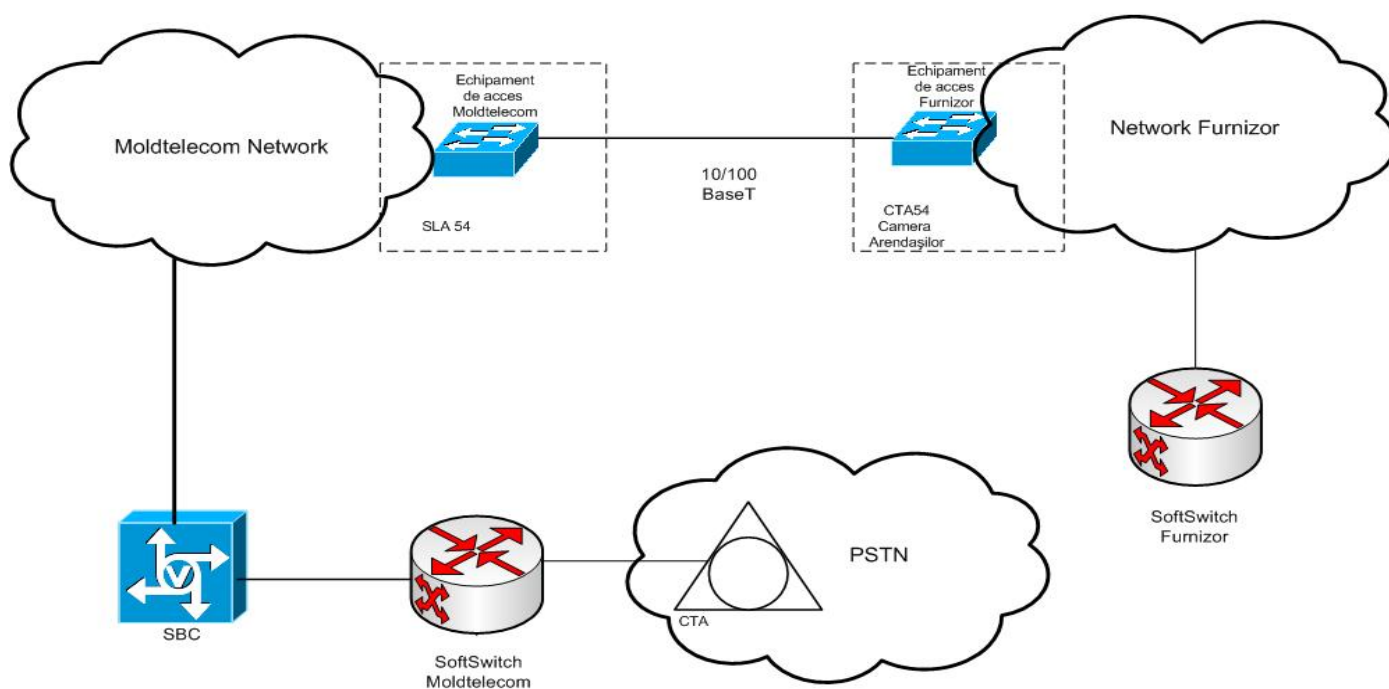 Echipament
de acces
Moldtelecom
Echipament
de acces
Furnizor
Moldtelecom Network
Network Furnizor
10/100
BaseT
SLA 54
CTA54
Camera
Arendaşilor
SoftSwitch
Furnizor
PSTN
CTA
V
SBC
SoftSwitch
Moldtelecom